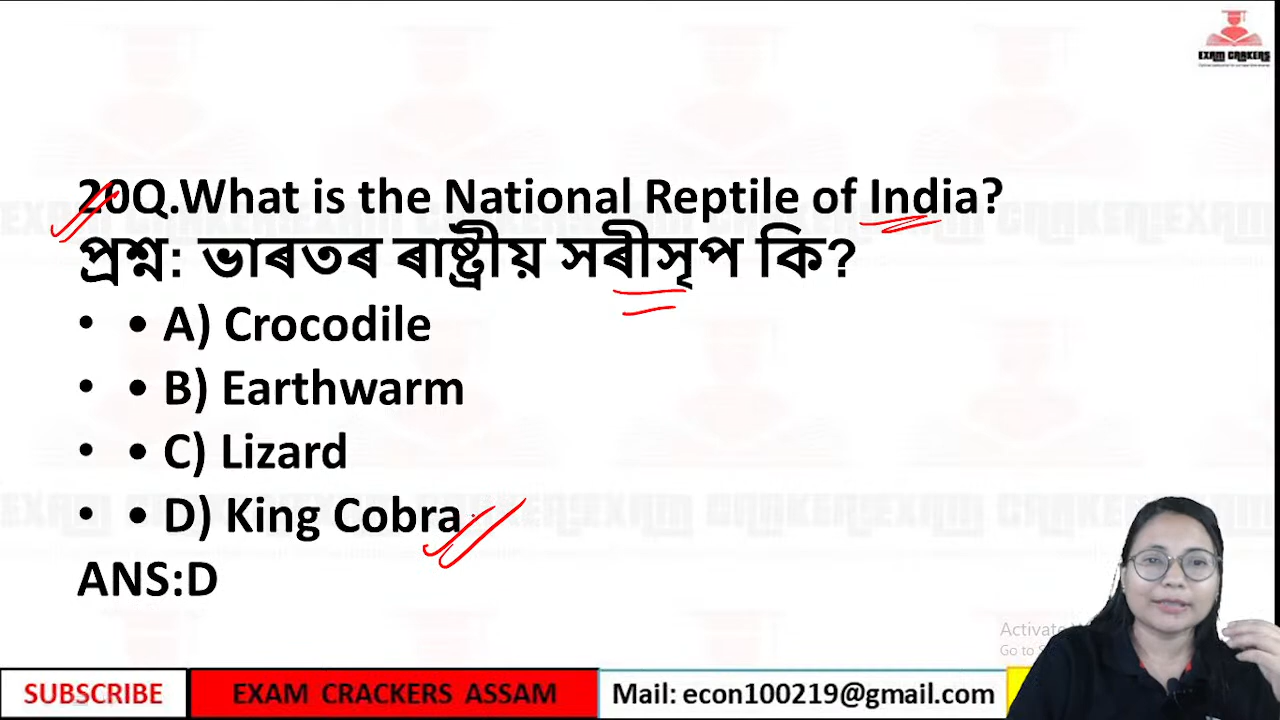 EXAM CRAKERS
20Q.What is the National Reptile of India?
প্ৰশ্ন: ভাৰতৰ ৰাষ্ট্ৰীয় সৰীসৃপ কি?
• • A) Crocodile
• • B) Earthwarm
• • C) Lizard
• • D) King Cobra
ANS:D
Activate
Go to
SUBSCRIBE EXAM CRACKERS ASSAM Mail: econ100219@gmail.com